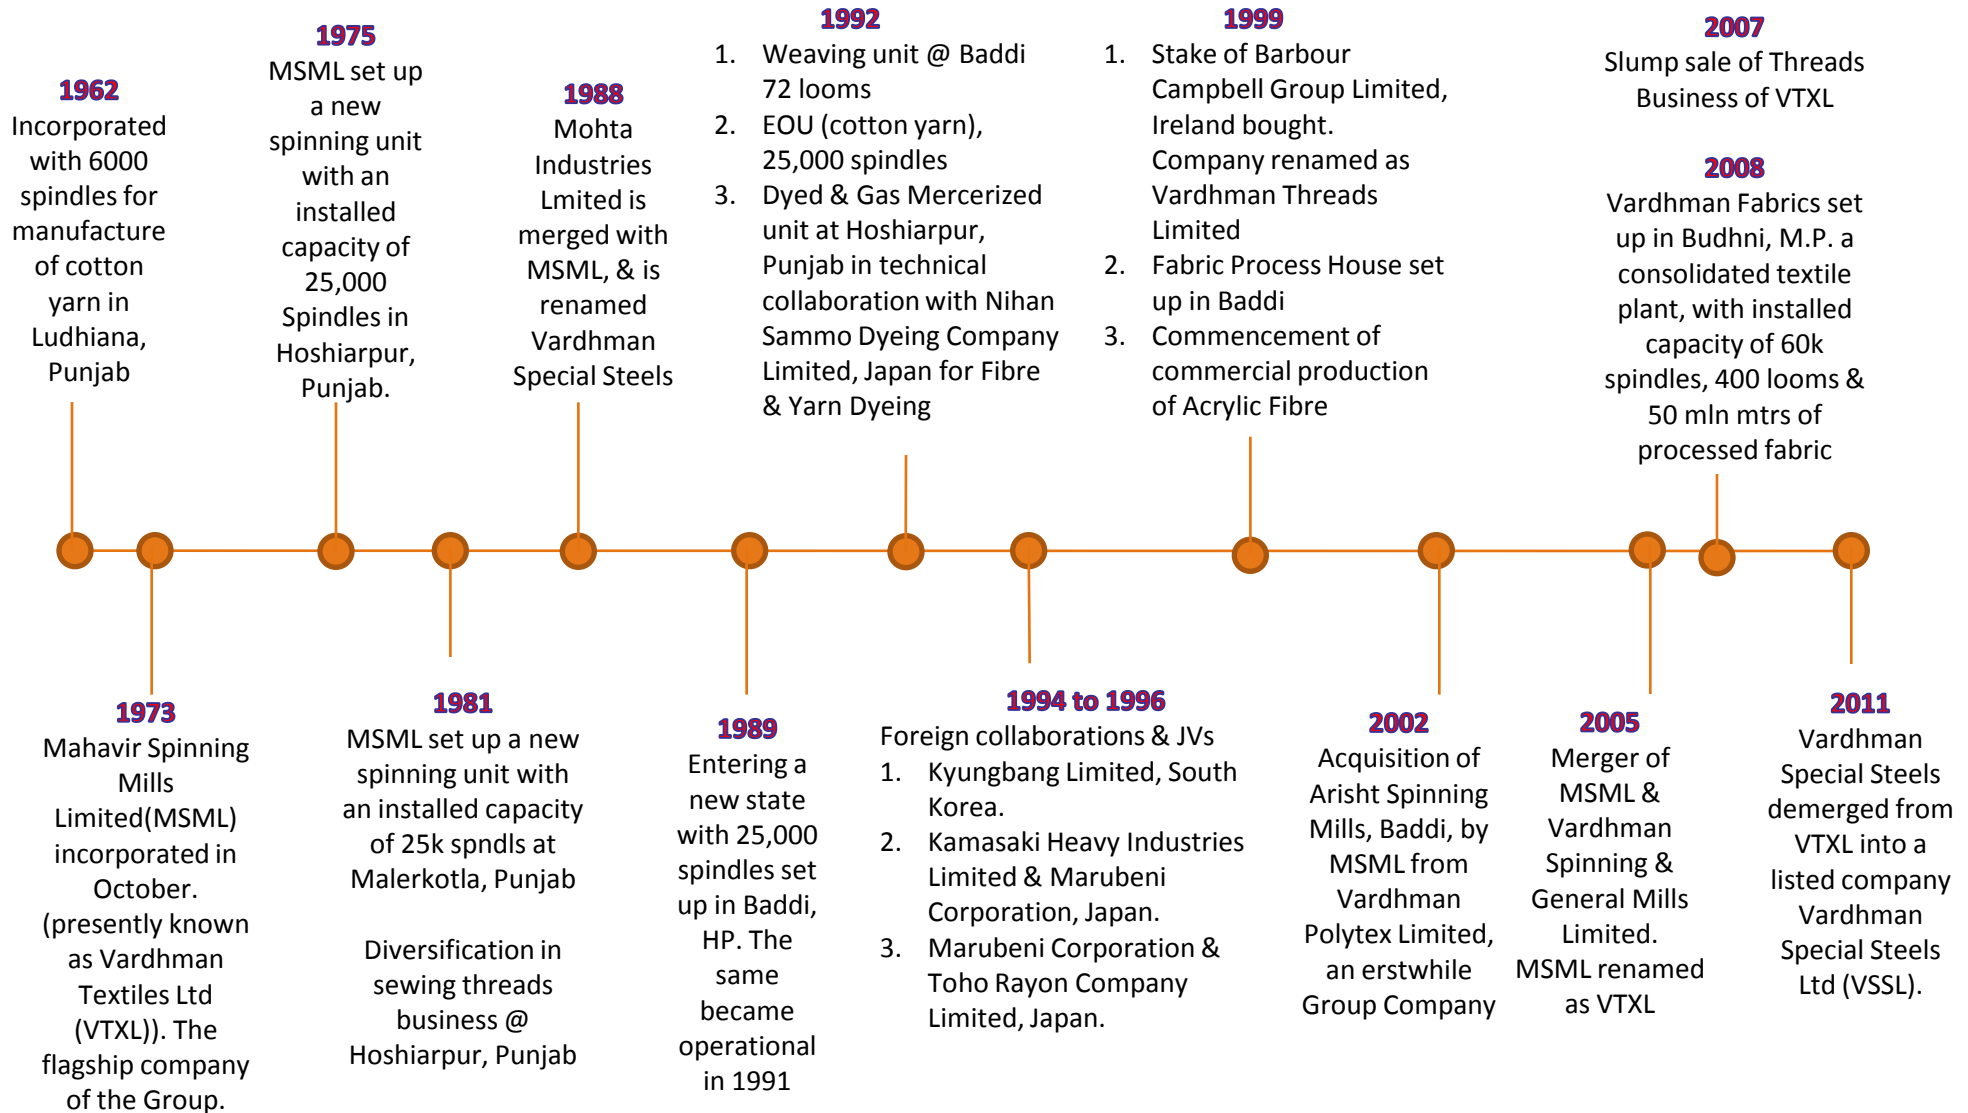 1962
Incorporated
with 6000
spindles for
manufacture
of cotton
yarn in
Ludhiana,
Punjab
1973
Mahavir Spinning
Mills
Limited(MSML)
incorporated in
October.
(presently known
as Vardhman
Textiles Ltd
(VTXL)). The
flagship company
of the Group.
1975
MSML set up
a new
spinning unit
with an
installed
capacity of
25,000
Spindles in
Hoshiarpur,
Punjab.
1981
MSML set up a new
spinning unit with
an installed capacity
of 25k spndls at
Malerkotla, Punjab
Diversification in
sewing threads
business @
Hoshiarpur, Punjab
1988
Mohta
Industries
Lmited is
merged with
MSML, & is
renamed
Vardhman
Special Steels
1989
Entering a
new state
with 25,000
spindles set
up in Baddi,
HP. The
same
became
operational
in 1991
1992
1. Weaving unit @ Baddi
72 looms
2. EOU (cotton yarn),
25,000 spindles
3. Dyed & Gas Mercerized
unit at Hoshiarpur,
Punjab in technical
collaboration with Nihan
Sammo Dyeing Company
Limited, Japan for Fibre
& Yarn Dyeing
1994 to 1996
Foreign collaborations & JVs
1. Kyungbang Limited, South
Korea.
2. Kamasaki Heavy Industries
Limited & Marubeni
Corporation, Japan.
3. Marubeni Corporation &
Toho Rayon Company
Limited, Japan.
1999
1. Stake of Barbour
Campbell Group Limited,
Ireland bought.
Company renamed as
Vardhman Threads
Limited
2. Fabric Process House set
up in Baddi
3. Commencement of
commercial production
of Acrylic Fibre
2002
Acquisition of
Arisht Spinning
Mills, Baddi, by
MSML from
Vardhman
Polytex Limited,
an erstwhile
Group Company
2005
Merger of
MSML &
Vardhman
Spinning &
General Mills
Limited.
MSML renamed
as VTXL
2007
Slump sale of Threads
Business of VTXL
2008
Vardhman Fabrics set
up in Budhni, M.P. a
consolidated textile
plant, with installed
capacity of 60k
spindles, 400 looms &
50 mln mtrs of
processed fabric
2011
Vardhman
Special Steels
demerged from
VTXL into a
listed company
Vardhman
Special Steels
Ltd (VSSL).